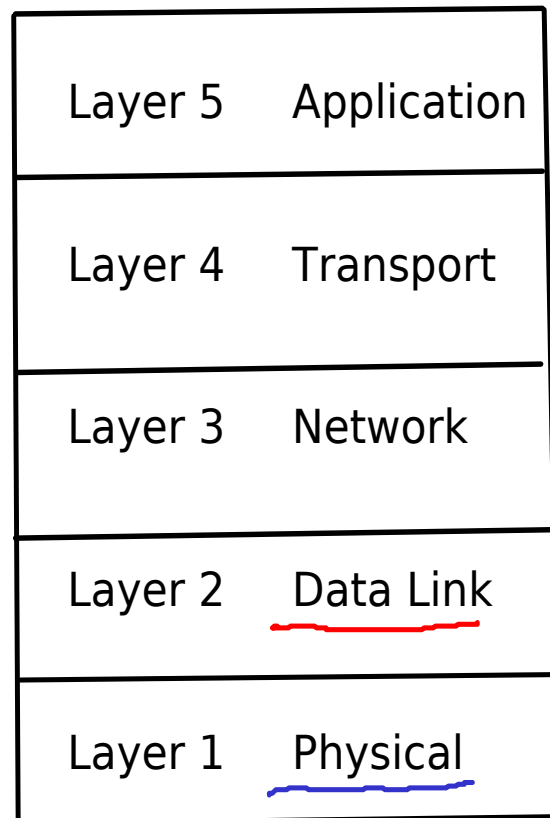 Layer 5 Application
Layer 4 Transport
Layer 3 Network
Layer 2 Data Link
Layer 1 Physical